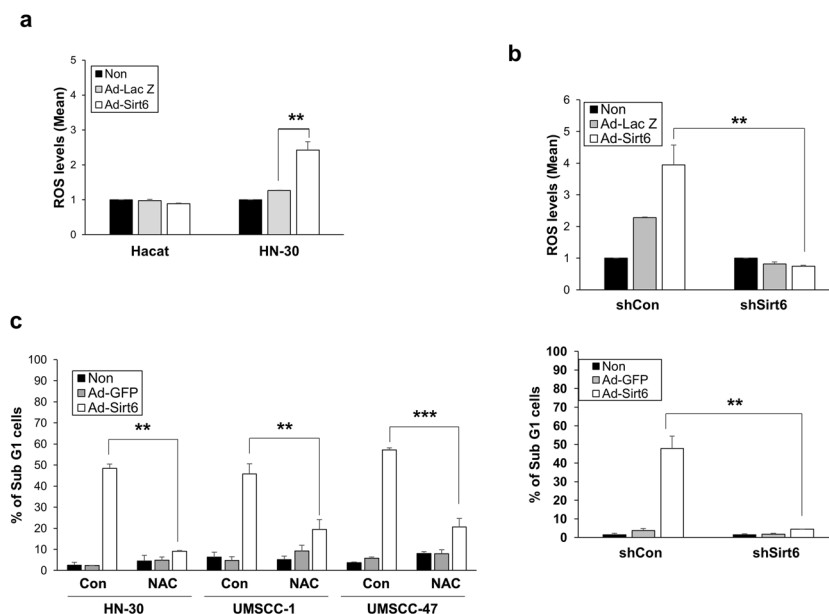 a
5
4
3
2
1
0
ROS levels (Mean)
Non
Ad-Lac Z
Ad-Sirt6
**
Hacat HN-30
b
6
5
4
3
2
1
0
ROS levels (Mean)
Non
Ad-Lac Z
Ad-Sirt6
**
shCon shSirt6
c
100
90
80
70
60
50
40
30
20
10
0
% of Sub G1 cells
Non
Ad-GFP
Ad-Sirt6
** ** ***
Con NAC Con NAC Con NAC
HN-30 UMSCC-1 UMSCC-47
100
90
80
70
60
50
40
30
20
10
0
% of Sub G1 cells
Non
Ad-GFP
Ad-Sirt6
**
shCon shSirt6